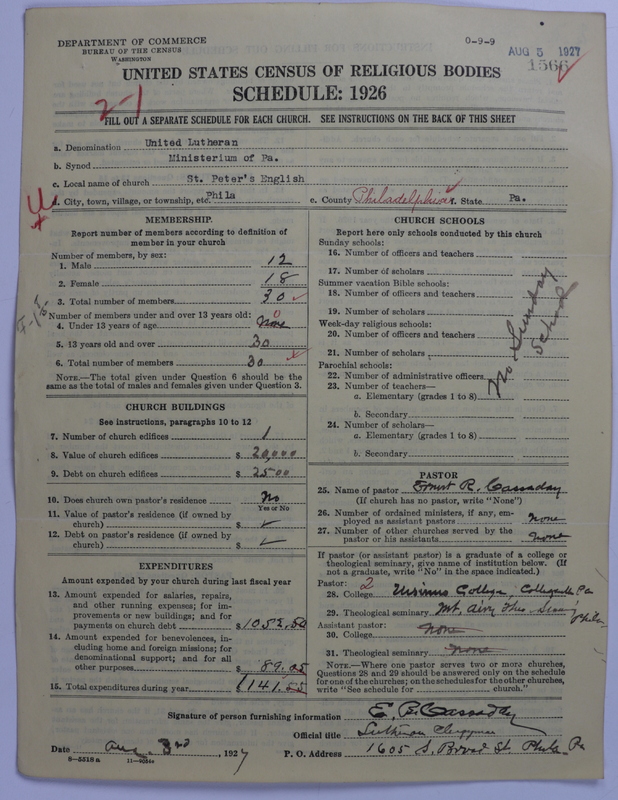 DEPARTMENT OF COMMERCE
BUREAU OF THE CENSUS
WASHINGTON
0-9-9
AUG 5 1927
1566
UNITED STATES CENSUS OF RELIGIOUS BODIES
SCHEDULE: 1926
2-1
FILL OUT A SEPARATE SCHEDULE FOR EACH CHURCH. SEE INSTRUCTIONS ON THE BACK OF THIS SHEET
a. Denomination United Lutheran
b. Synod Ministerium of Pa.
c. Local name of church St. Peter's English
d. City, town, village, or township, etc. Phila e. County Philadelphia f. State Pa.
MEMBERSHIP
Report number of members according to definition of
member in your church
Number of members, by sex:
1. Male 12
2. Female 18
3. Total number of members 30
Number of members under and over 13 years old:
4. Under 13 years of age None 0
5. 13 years old and over 30
6. Total number of members 30
NOTE.—The total given under Question 6 should be the
same as the total of males and females given under Question 3.
CHURCH BUILDINGS
See instructions, paragraphs 10 to 12
7. Number of church edifices 1
8. Value of church edifices $ 20,000
9. Debt on church edifices $ 2500
10. Does church own pastor's residence No
Yes or No
11. Value of pastor's residence (if owned by
church) $ ✓
12. Debt on pastor's residence (if owned by
church) $ ✓
EXPENDITURES
Amount expended by your church during last fiscal year
13. Amount expended for salaries, repairs,
and other running expenses; for im-
provements or new buildings; and for
payments on church debt $ 1052.80
14. Amount expended for benevolences, in-
cluding home and foreign missions; for
denominational support; and for all
other purposes $ 89.05
15. Total expenditures during year $ 1141.85
CHURCH SCHOOLS
Report here only schools conducted by this church
Sunday schools:
16. Number of officers and teachers
17. Number of scholars
Summer vacation Bible schools:
18. Number of officers and teachers
19. Number of scholars
Week-day religious schools:
20. Number of officers and teachers
21. Number of scholars
Parochial schools:
22. Number of administrative officers
23. Number of teachers—
a. Elementary (grades 1 to 8)
b. Secondary
24. Number of scholars—
a. Elementary (grades 1 to 8)
b. Secondary
No Sunday School
PASTOR
25. Name of pastor Ernst R. Cassaday
(If church has no pastor, write "None")
26. Number of ordained ministers, if any, em-
ployed as assistant pastors none
27. Number of other churches served by the
pastor or his assistants none
If pastor (or assistant pastor) is a graduate of a college or
theological seminary, give name of institution below. (If
not a graduate, write "No" in the space indicated.)
Pastor: 2
28. College Ursinus College, Collegeville Pa
29. Theological seminary Mt. Airy Theo. Sem'y Phila
Assistant pastor:
30. College None
31. Theological seminary None
NOTE.—Where one pastor serves two or more churches,
Questions 28 and 29 should be answered only on the schedule
for one of the churches; on the schedules for the other churches,
write "See schedule for church."
Signature of person furnishing information E. R. Cassaday
Official title Lutheran Clergyman
Date Aug. 3rd, 1927 P. O. Address 1605 S. Broad St. Phila. Pa
8-5318 a 11-9064